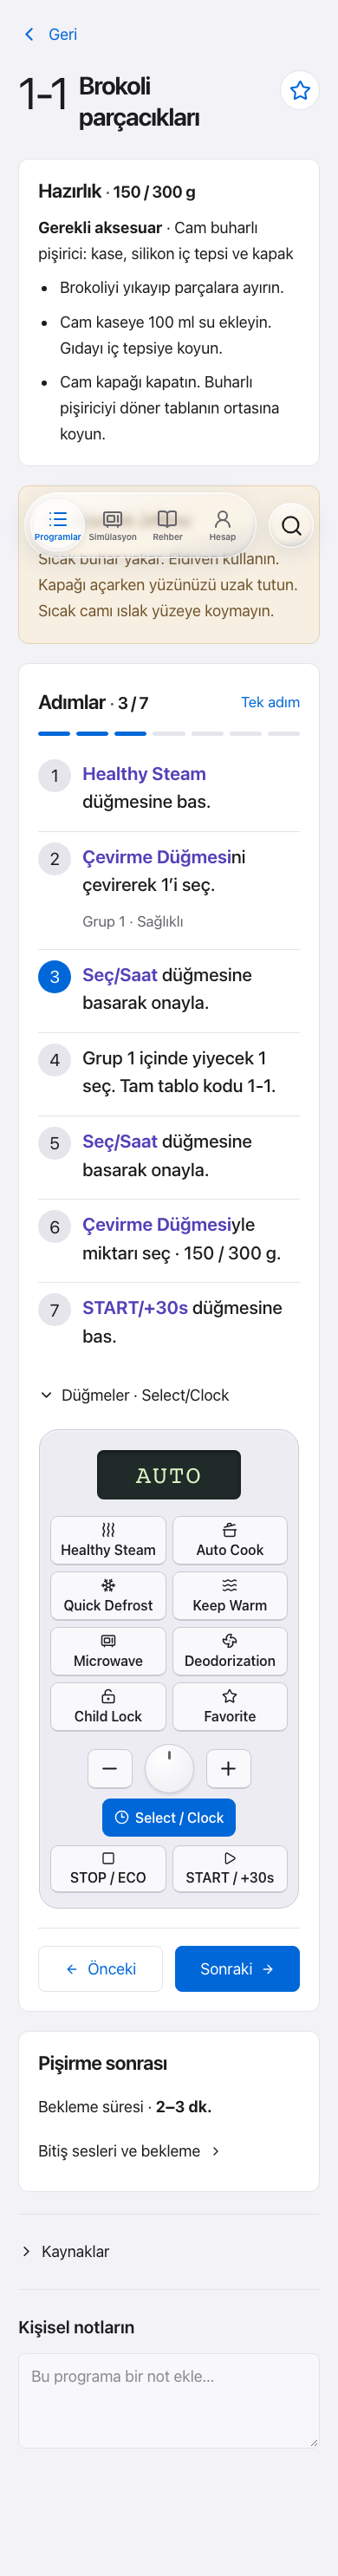 Geri
1-1 Brokoli
parçacıkları
Hazırlık · 150 / 300 g
Gerekli aksesuar · Cam buharlı
pişirici: kase, silikon iç tepsi ve kapak
• Brokoliyi yıkayıp parçalara ayırın.
• Cam kaseye 100 ml su ekleyin.
Gıdayı iç tepsiye koyun.
• Cam kapağı kapatın. Buharlı
pişiriciyi döner tablanın ortasına
koyun.
Programlar Simülasyon Rehber Hesap
Sıcak buhar yakar. Eldiven kullanın.
Kapağı açarken yüzünüzü uzak tutun.
Sıcak camı ıslak yüzeye koymayın.
Adımlar · 3 / 7 Tek adım
1 Healthy Steam
düğmesine bas.
2 Çevirme Düğmesini
çevirerek 1’i seç.
Grup 1 · Sağlıklı
3 Seç/Saat düğmesine
basarak onayla.
4 Grup 1 içinde yiyecek 1
seç. Tam tablo kodu 1-1.
5 Seç/Saat düğmesine
basarak onayla.
6 Çevirme Düğmesiyle
miktarı seç · 150 / 300 g.
7 START/+30s düğmesine
bas.
Düğmeler · Select/Clock
AUTO
Healthy Steam Auto Cook
Quick Defrost Keep Warm
Microwave Deodorization
Child Lock Favorite
Select / Clock
STOP / ECO START / +30s
← Önceki Sonraki →
Pişirme sonrası
Bekleme süresi · 2–3 dk.
Bitiş sesleri ve bekleme
Kaynaklar
Kişisel notların
Bu programa bir not ekle...